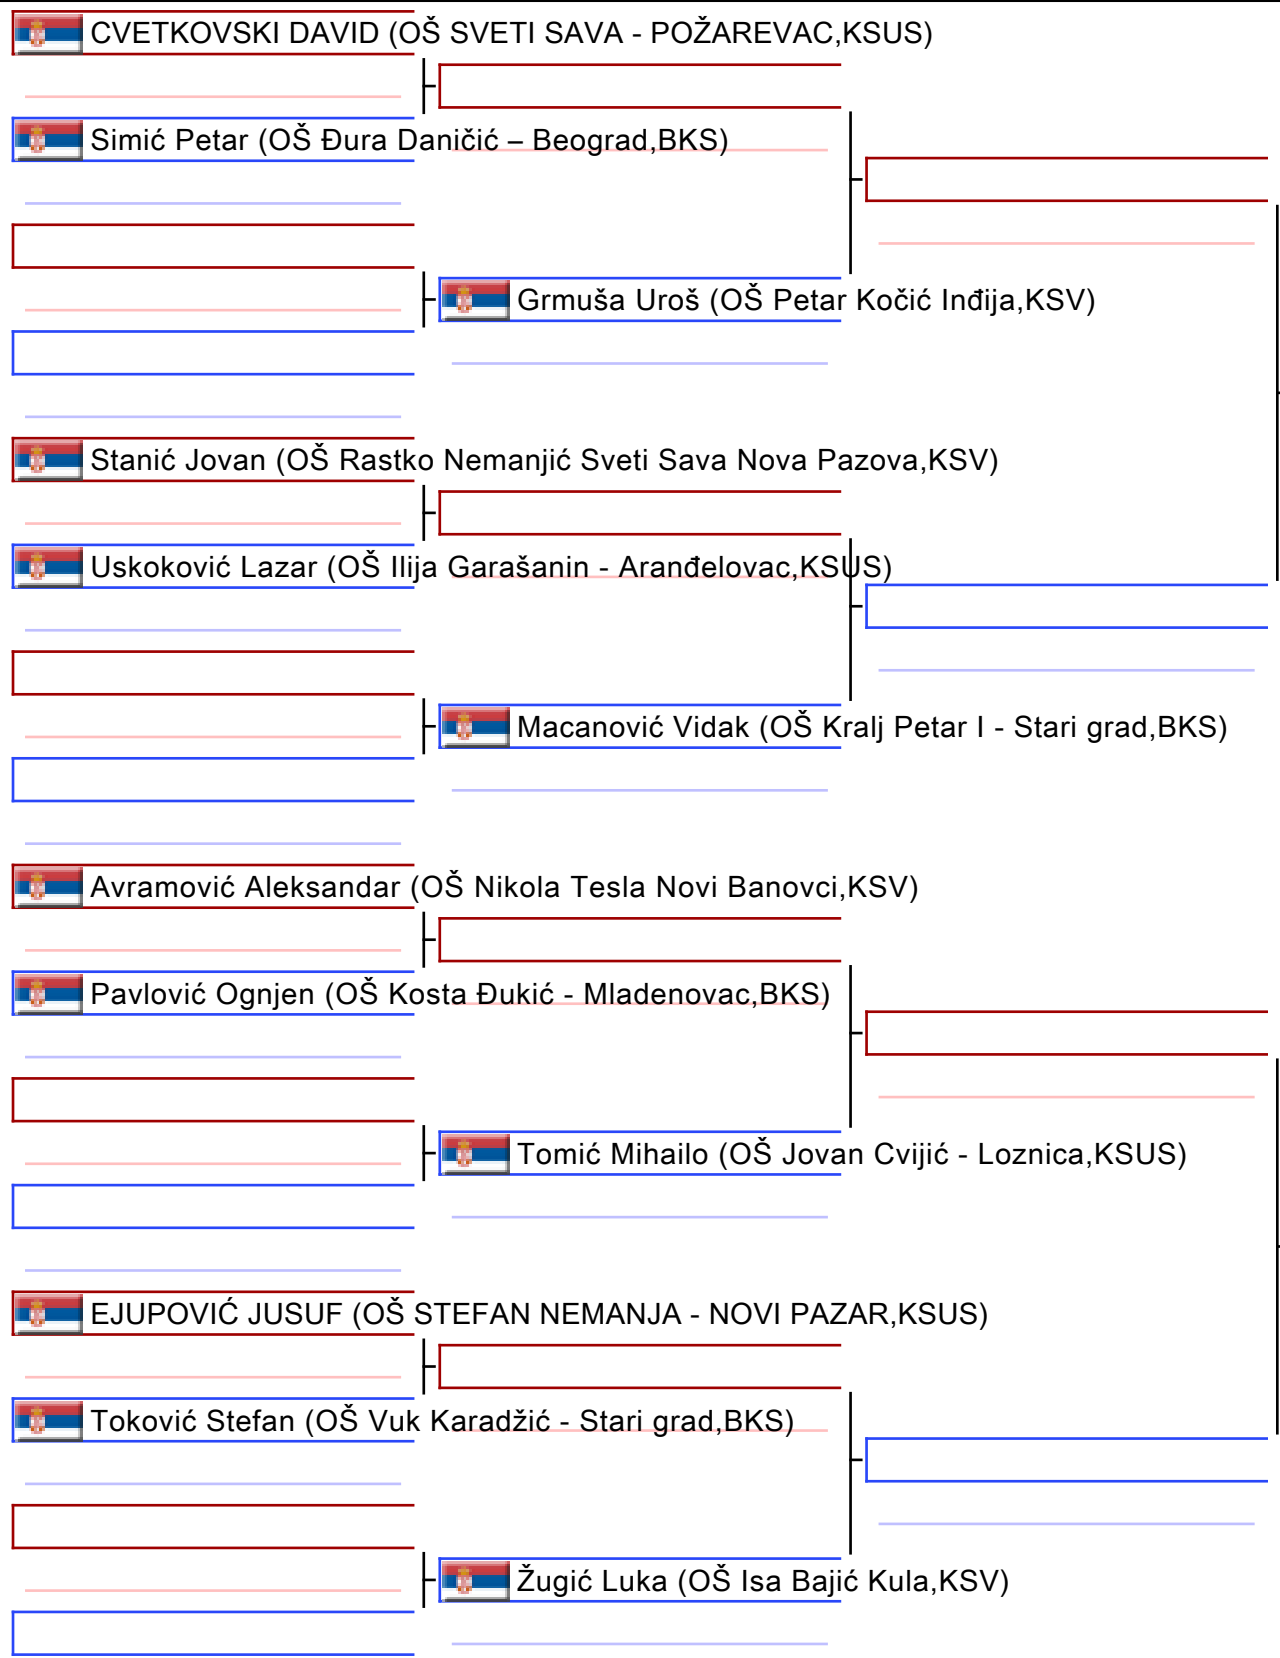 CVETKOVSKI DAVID (OŠ SVETI SAVA - POŽAREVAC,KSUS)
Simić Petar (OŠ Đura Daničić – Beograd,BKS)
Grmuša Uroš (OŠ Petar Kočić Inđija,KSV)
Stanić Jovan (OŠ Rastko Nemanjić Sveti Sava Nova Pazova,KSV)
Uskoković Lazar (OŠ Ilija Garašanin - Aranđelovac,KSUS)
Macanović Vidak (OŠ Kralj Petar I - Stari grad,BKS)
Avramović Aleksandar (OŠ Nikola Tesla Novi Banovci,KSV)
Pavlović Ognjen (OŠ Kosta Đukić - Mladenovac,BKS)
Tomić Mihailo (OŠ Jovan Cvijić - Loznica,KSUS)
EJUPOVIĆ JUSUF (OŠ STEFAN NEMANJA - NOVI PAZAR,KSUS)
Toković Stefan (OŠ Vuk Karadžić - Stari grad,BKS)
Žugić Luka (OŠ Isa Bajić Kula,KSV)